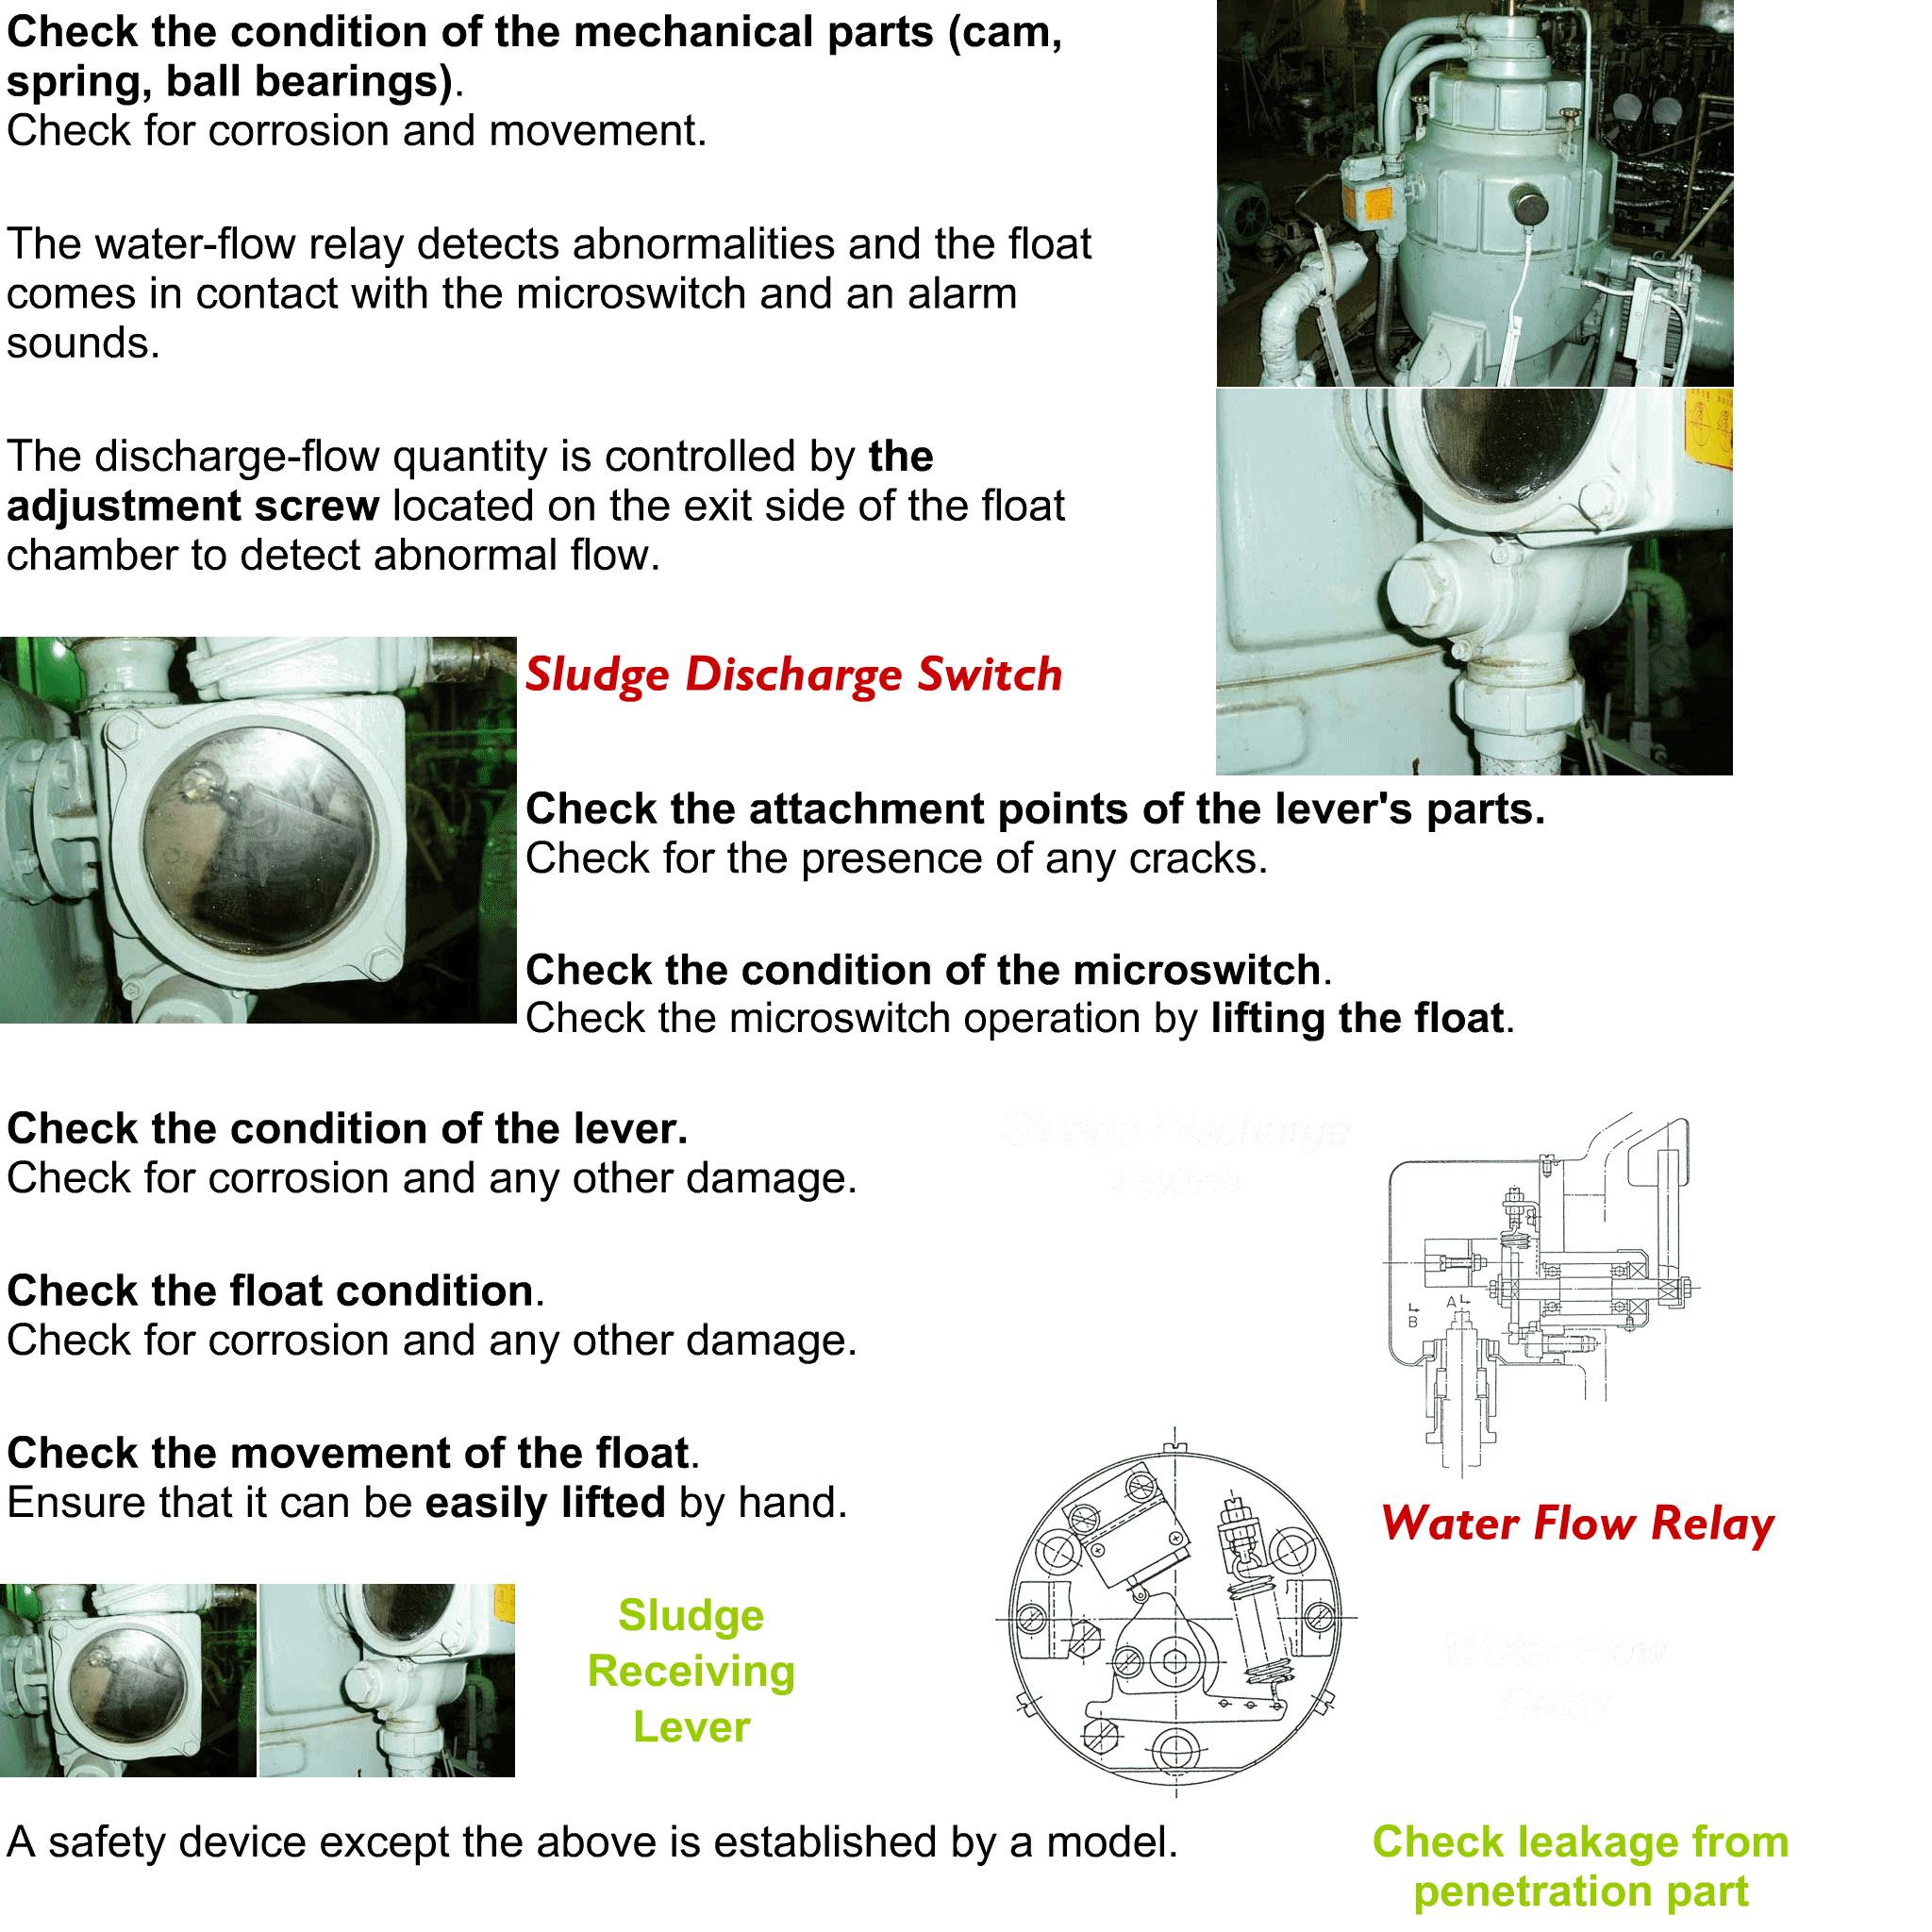 Check the condition of the mechanical parts (cam,
spring, ball bearings).
Check for corrosion and movement.
The water-flow relay detects abnormalities and the float
comes in contact with the microswitch and an alarm
sounds.
The discharge-flow quantity is controlled by the
adjustment screw located on the exit side of the float
chamber to detect abnormal flow.
Sludge Discharge Switch
Check the attachment points of the lever's parts.
Check for the presence of any cracks.
Check the condition of the microswitch.
Check the microswitch operation by lifting the float.
Check the condition of the lever.
Check for corrosion and any other damage.
Sludge Discharge
Switch
Check the float condition.
Check for corrosion and any other damage.
A
B
Check the movement of the float.
Ensure that it can be easily lifted by hand.
Water Flow Relay
Sludge
Receiving
Lever
Water Flow
Relay
A safety device except the above is established by a model.
Check leakage from
penetration part